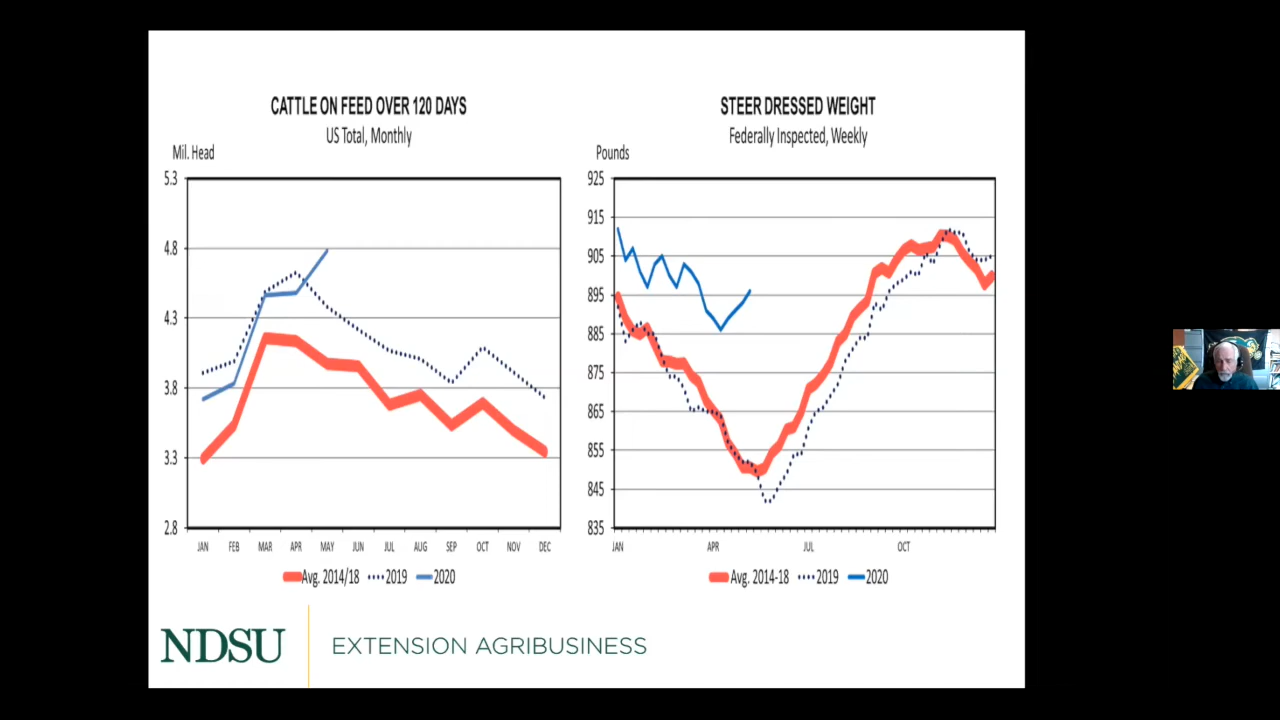 CATTLE ON FEED OVER 120 DAYS
US Total, Monthly
Mil. Head
5.3
4.8
4.3
3.8
3.3
2.8
JAN FEB MAR APR MAY JUN JUL AUG SEP OCT NOV DEC
Avg. 2014/18 2019 2020
STEER DRESSED WEIGHT
Federally Inspected, Weekly
Pounds
925
915
905
895
885
875
865
855
845
835
JAN APR JUL OCT
Avg. 2014-18 2019 2020
NDSU EXTENSION AGRIBUSINESS